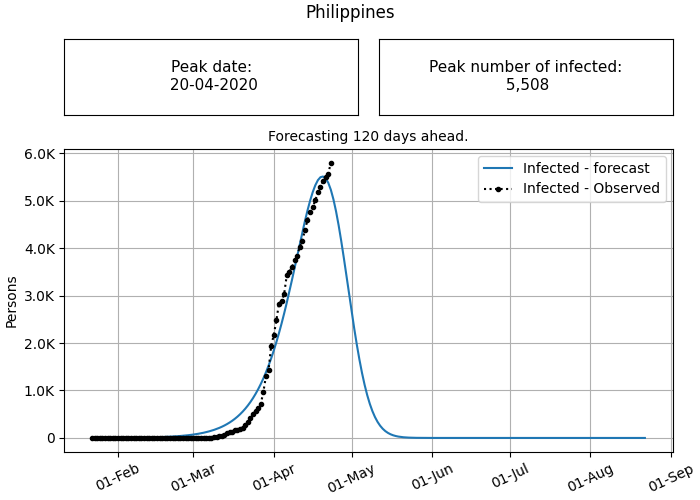 Philippines
Peak date:
20-04-2020
Peak number of infected:
5,508
Forecasting 120 days ahead.
Infected - forecast
Infected - Observed
Persons
6.0K
5.0K
4.0K
3.0K
2.0K
1.0K
0
01-Feb
01-Mar
01-Apr
01-May
01-Jun
01-Jul
01-Aug
01-Sep